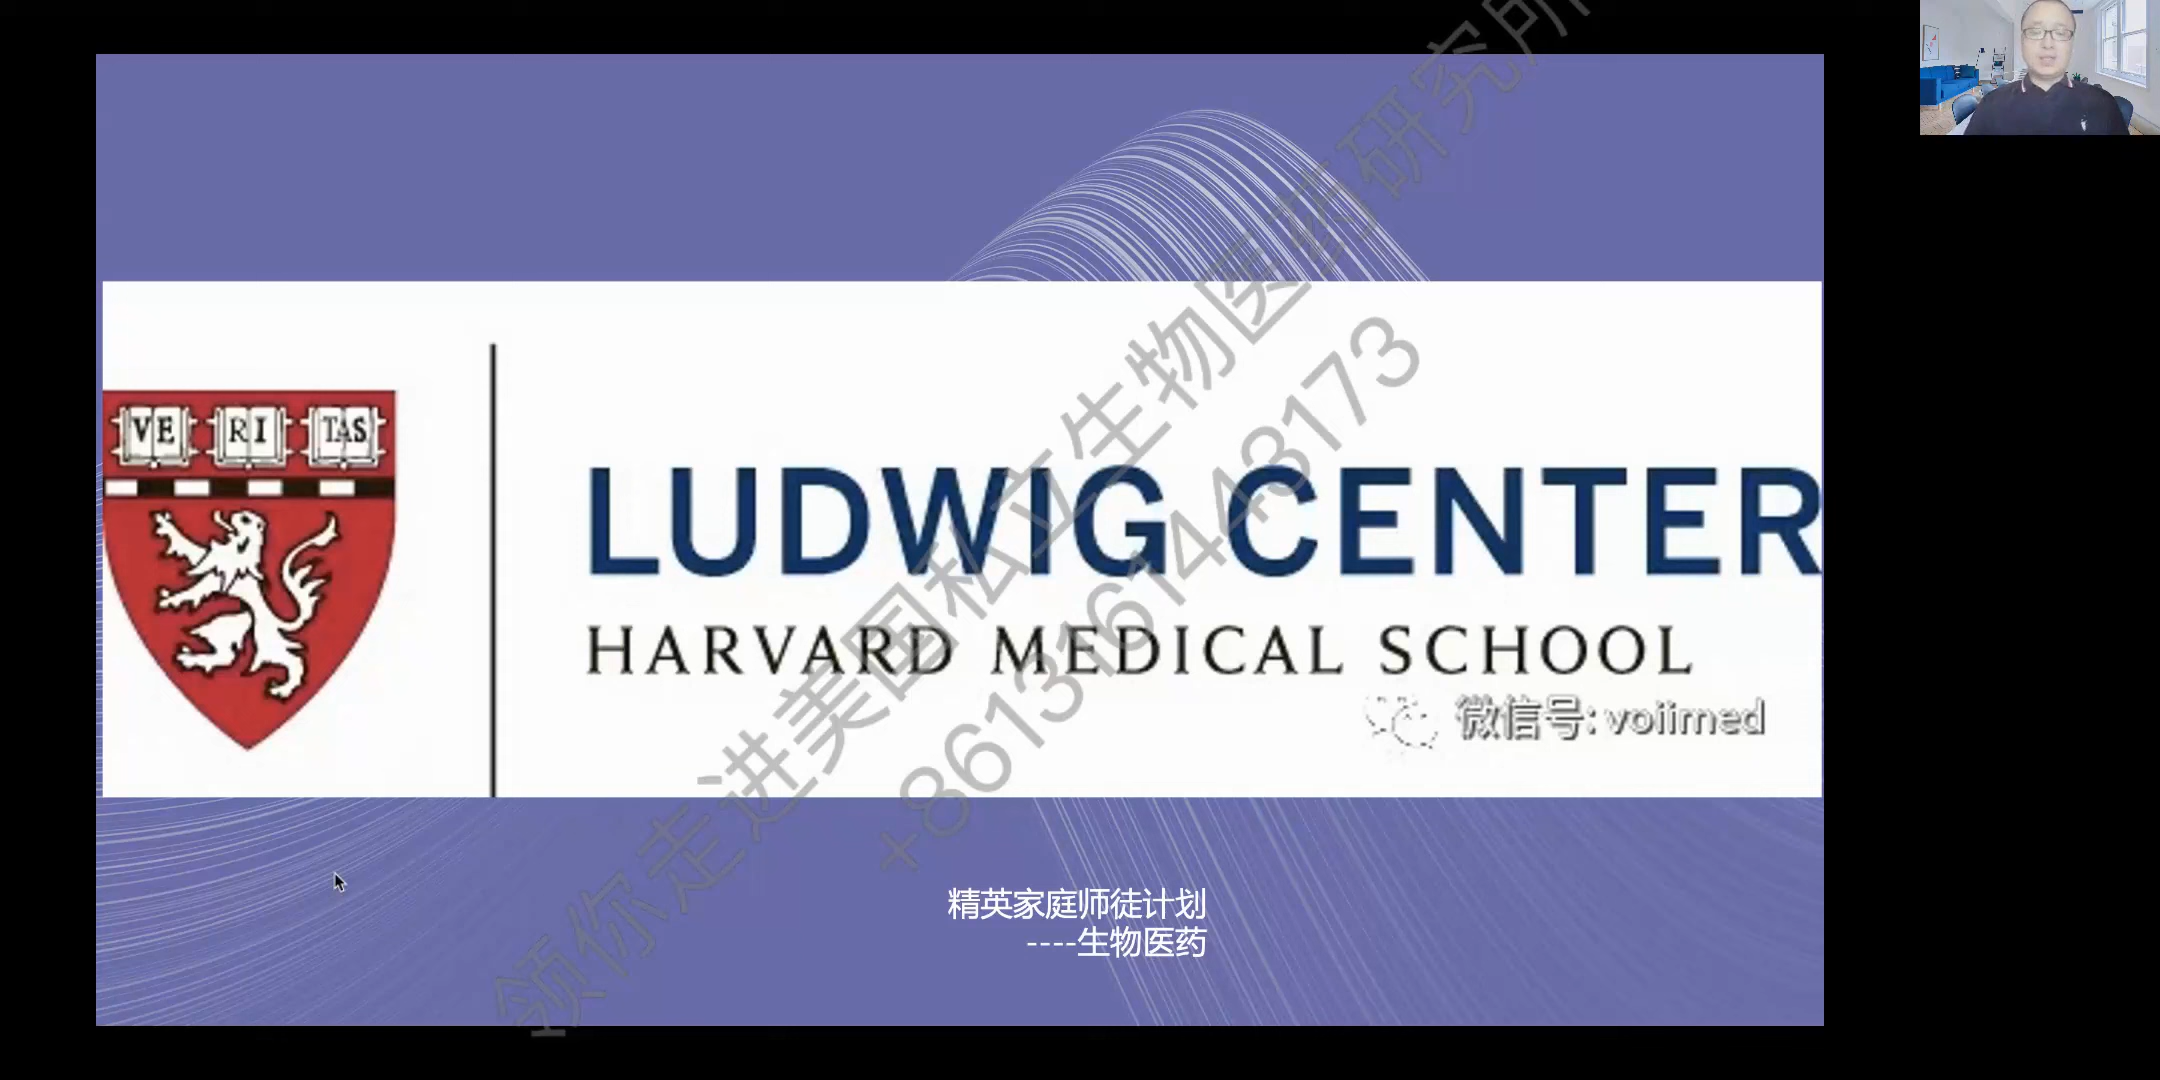 VE RI TAS
LUDWIG CENTER
HARVARD MEDICAL SCHOOL
微信号: voiimed
精英家庭师徒计划
----生物医药
领你走进美国私立生物医药研究所
+8613161443173